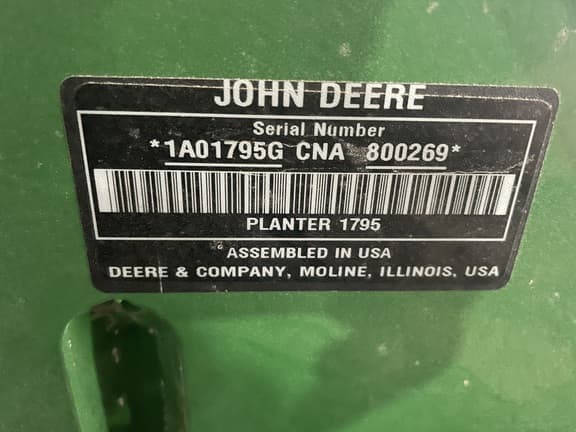 JOHN DEERE
Serial Number
*1A01795G CNA 800269*
PLANTER 1795
ASSEMBLED IN USA
DEERE & COMPANY, MOLINE, ILLINOIS, USA